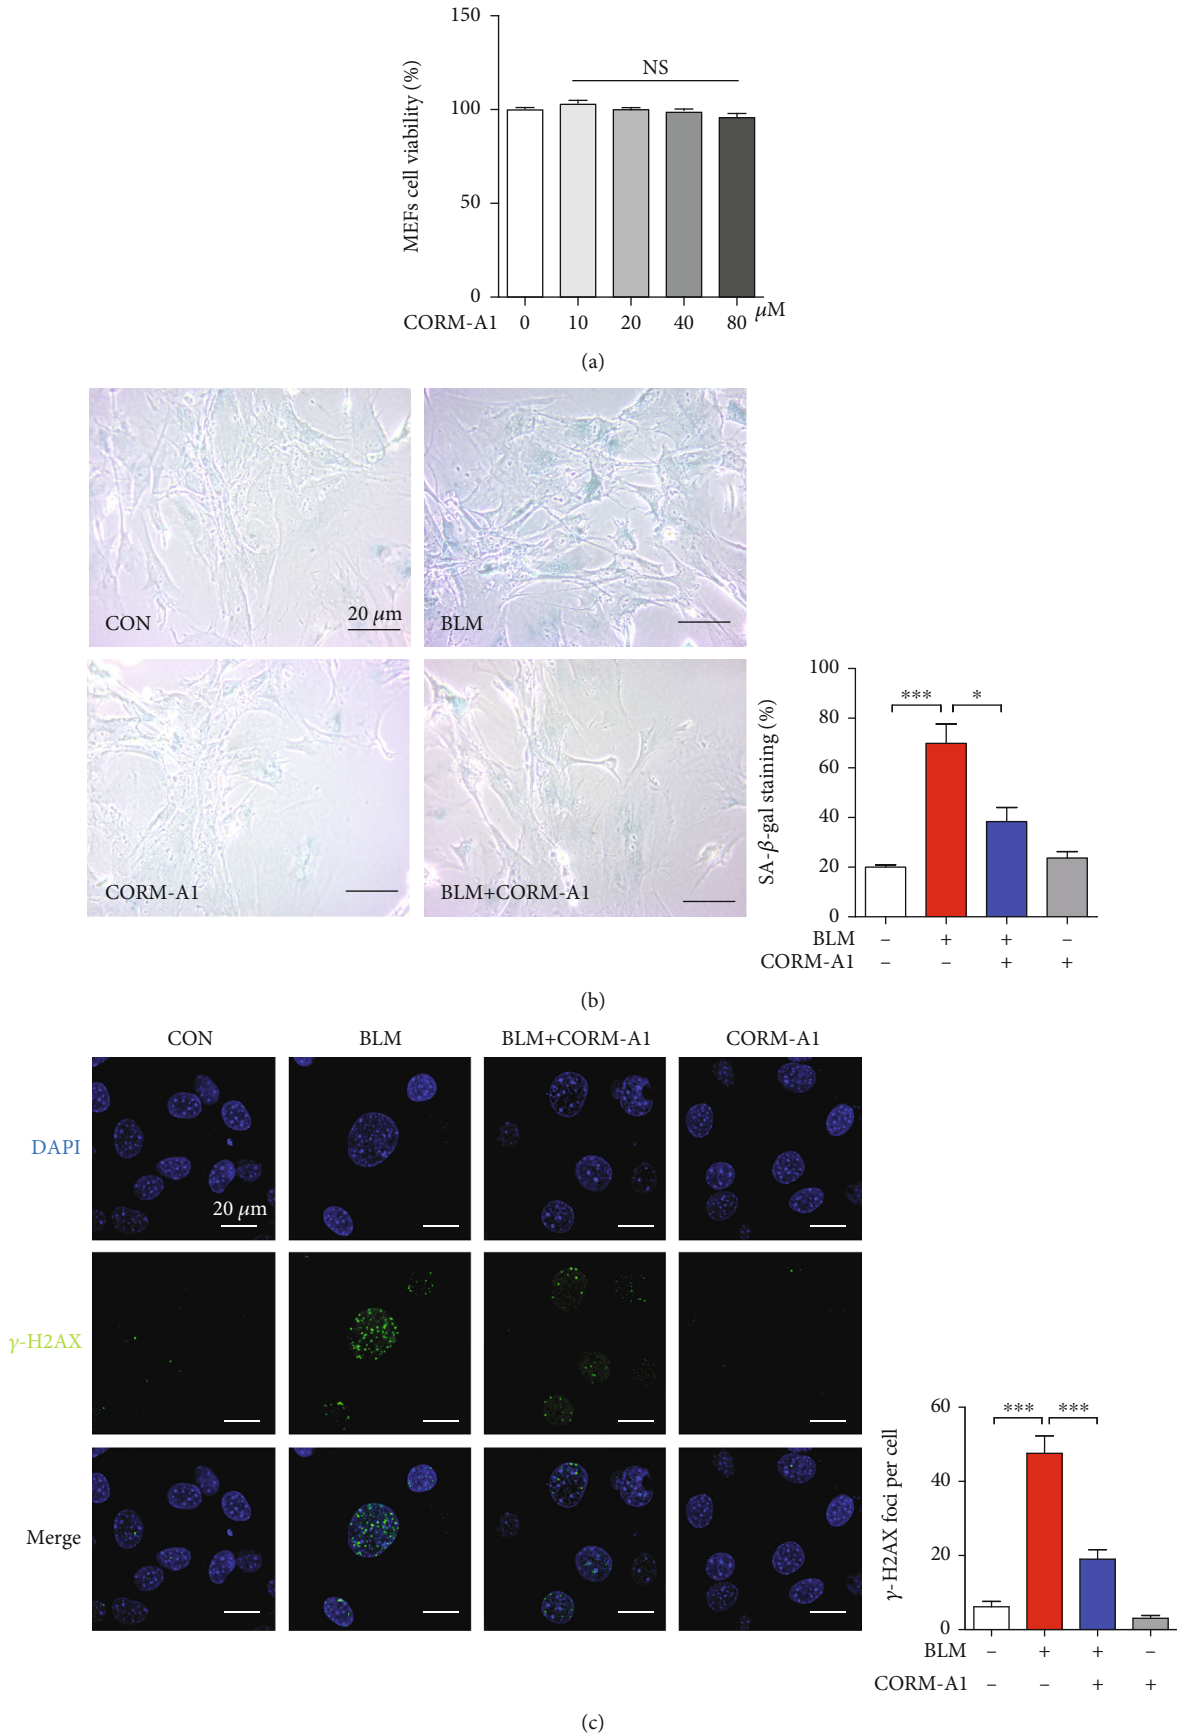 150
100
50
0
MEFs cell viability (%)
NS
CORM-A1 0 10 20 40 80 μM
(a)
CON
20 μm
BLM
CORM-A1
BLM+CORM-A1
100
80
60
40
20
0
SA-β-gal staining (%)
*** *
BLM – + + –
CORM-A1 – – + +
(b)
CON BLM BLM+CORM-A1 CORM-A1
DAPI
20 μm
γ-H2AX
Merge
60
40
20
0
γ-H2AX foci per cell
*** ***
BLM – + + –
CORM-A1 – – + +
(c)